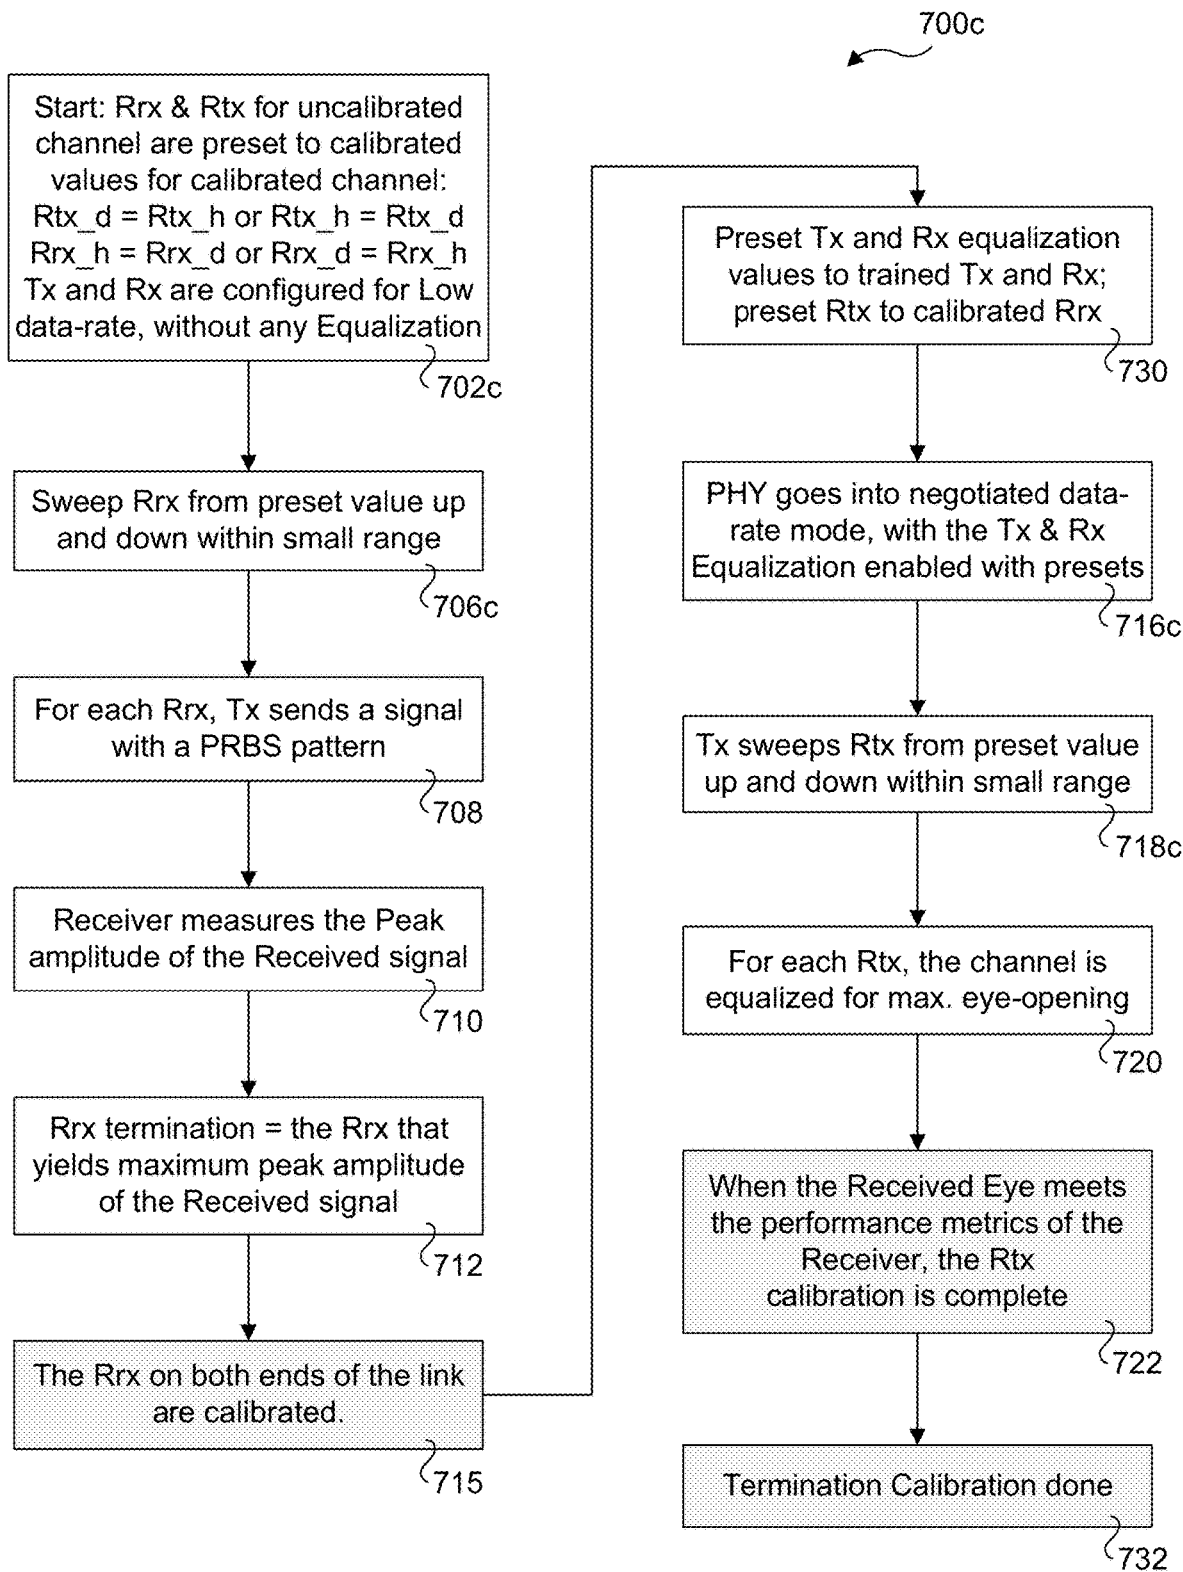 700c
Start: Rrx & Rtx for uncalibrated
channel are preset to calibrated
values for calibrated channel:
Rtx_d = Rtx_h or Rtx_h = Rtx_d
Rrx_h = Rrx_d or Rrx_d = Rrx_h
Tx and Rx are configured for Low
data-rate, without any Equalization
702c
Sweep Rrx from preset value up
and down within small range
706c
For each Rrx, Tx sends a signal
with a PRBS pattern
708
Receiver measures the Peak
amplitude of the Received signal
710
Rrx termination = the Rrx that
yields maximum peak amplitude
of the Received signal
712
The Rrx on both ends of the link
are calibrated.
715
Preset Tx and Rx equalization
values to trained Tx and Rx;
preset Rtx to calibrated Rrx
730
PHY goes into negotiated data-
rate mode, with the Tx & Rx
Equalization enabled with presets
716c
Tx sweeps Rtx from preset value
up and down within small range
718c
For each Rtx, the channel is
equalized for max. eye-opening
720
When the Received Eye meets
the performance metrics of the
Receiver, the Rtx
calibration is complete
722
Termination Calibration done
732